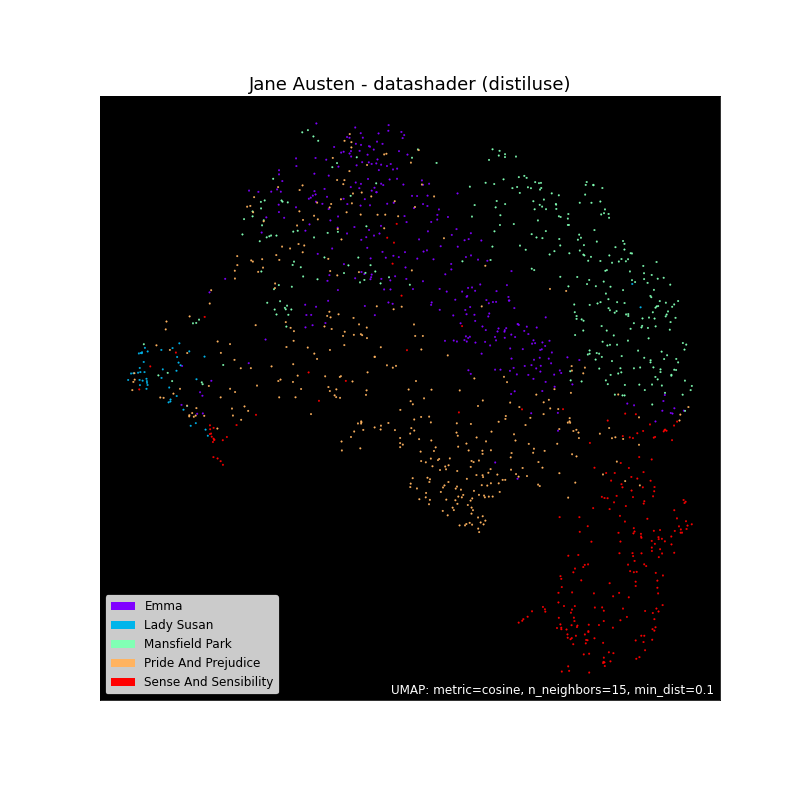 Jane Austen - datashader (distiluse)
Emma
Lady Susan
Mansfield Park
Pride And Prejudice
Sense And Sensibility
UMAP: metric=cosine, n_neighbors=15, min_dist=0.1